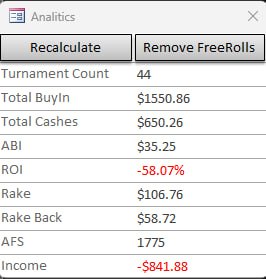 Analitics
Recalculate Remove FreeRolls
Turnament Count 44
Total BuyIn $1550.86
Total Cashes $650.26
ABI $35.25
ROI -58.07%
Rake $106.76
Rake Back $58.72
AFS 1775
Income -$841.88